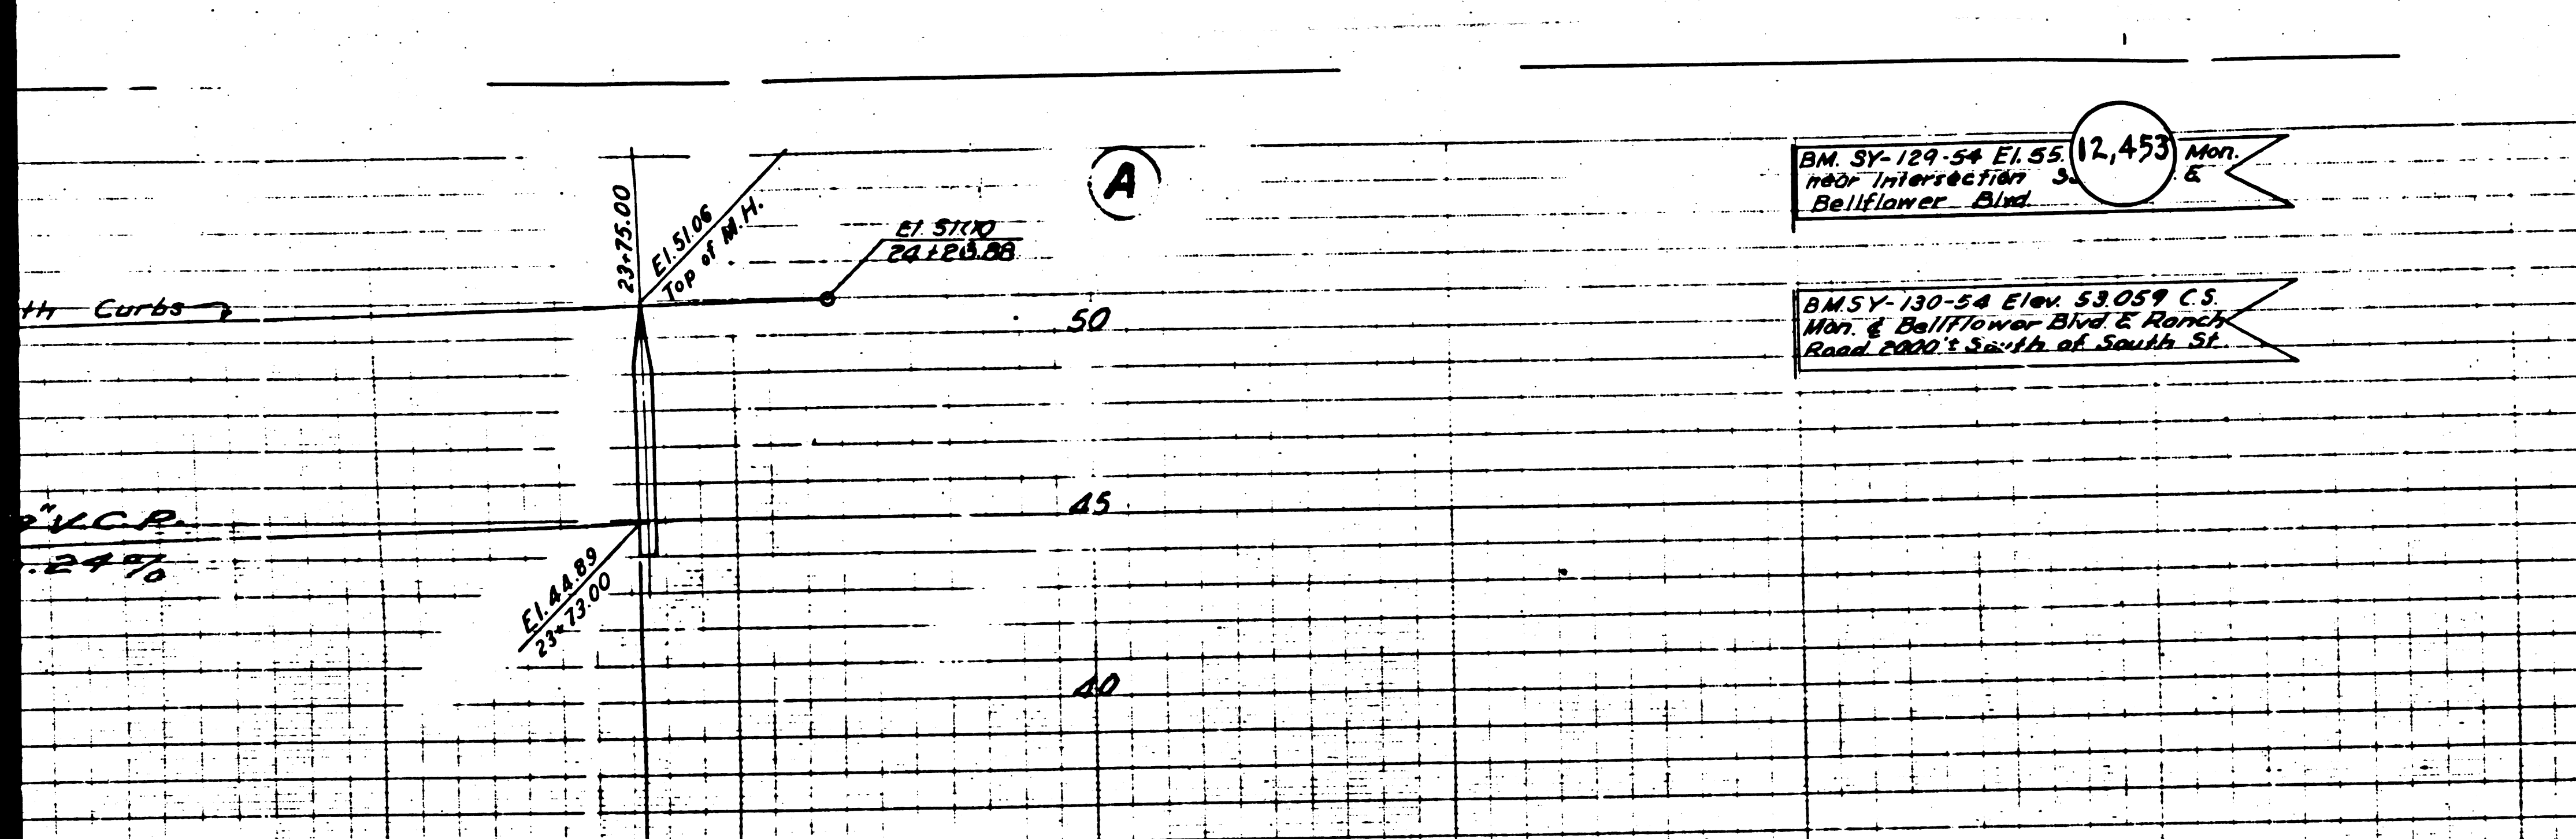 A
BM. SY-129-54 El. 55.
12,453
Mon.
near Intersection &
Bellflower Blvd.
23+75.00
El. 51.06
Top of M.H.
El.
th Curbs
50
BM. SY-130-54 Elev. 53.059 C.S.
Mon. ¢ Bellflower Blvd. & Ranch
Road 2000'± South of South St.
45
" V.C.P.
.24%
El. 44.89
23+73.00
40